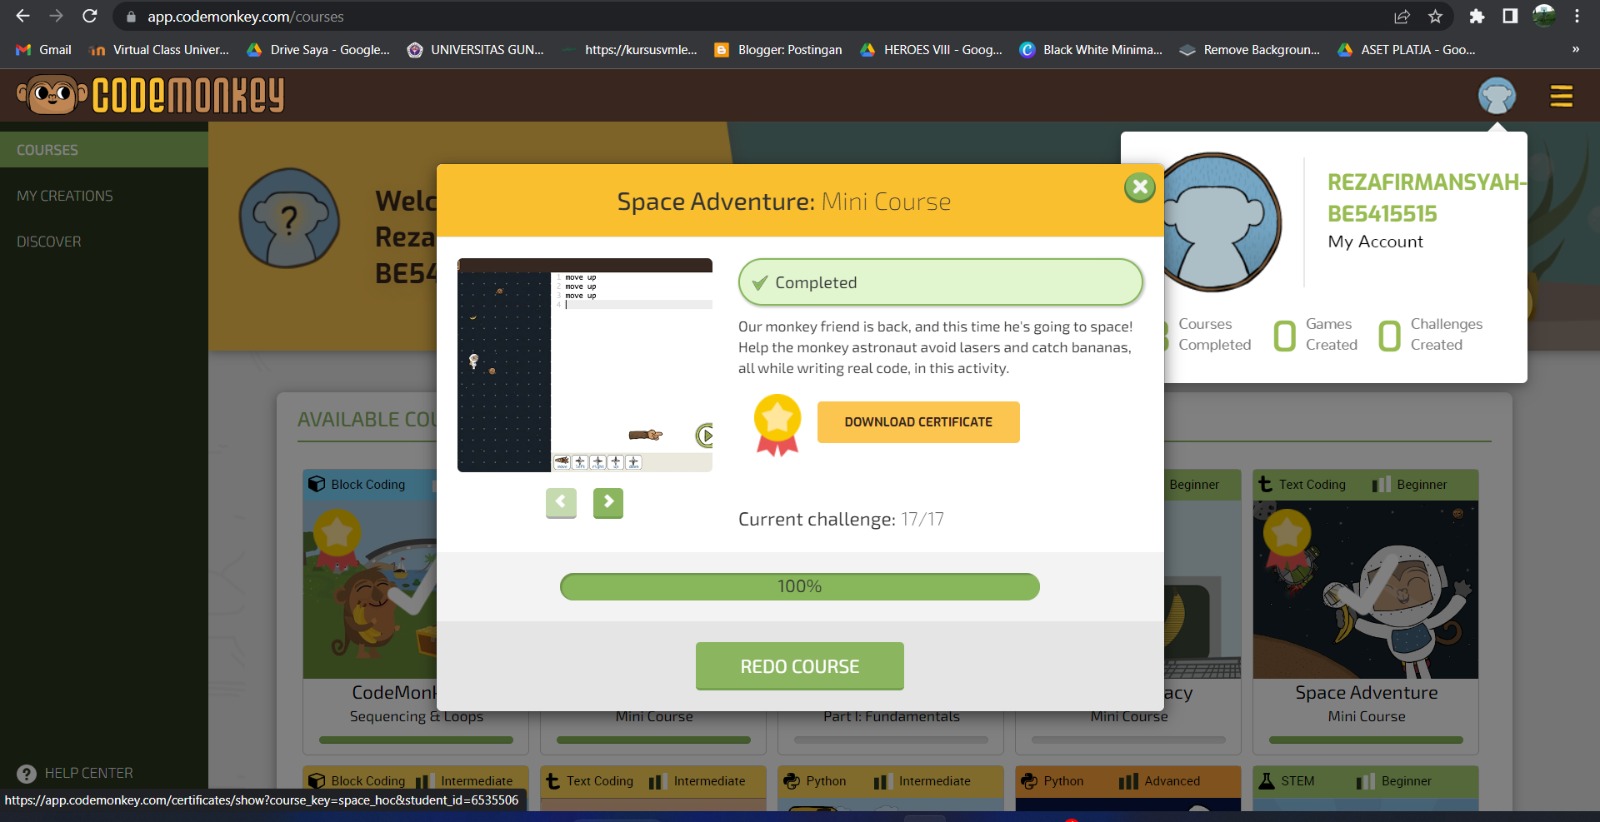 app.codemonkey.com/courses
Gmail
Virtual Class Univer...
Drive Saya - Google...
UNIVERSITAS GUN...
https://kursusvmle...
Blogger: Postingan
HEROES VIII - Goog...
Black White Minima...
Remove Backgroun...
ASET PLATJA - Goo...
»
CODEMONKEY
COURSES
MY CREATIONS
DISCOVER
HELP CENTER
Welc
Reza
BE54
?
REZAFIRMANSYAH-
BE5415515
My Account
Courses
Completed
0
Games
Created
0
Challenges
Created
Space Adventure: Mini Course
1 move up
2 move up
3 move up
4
Completed
Our monkey friend is back, and this time he's going to space!
Help the monkey astronaut avoid lasers and catch bananas,
all while writing real code, in this activity.
DOWNLOAD CERTIFICATE
Current challenge: 17/17
100%
REDO COURSE
AVAILABLE COU
Block Coding
Beginner
Text Coding
Beginner
CodeMonk
Sequencing & Loops
Mini Course
Part I: Fundamentals
acy
Mini Course
Space Adventure
Mini Course
Block Coding
Intermediate
Text Coding
Intermediate
Python
Intermediate
Python
Advanced
STEM
Beginner
https://app.codemonkey.com/certificates/show?course_key=space_hoc&student_id=6535506